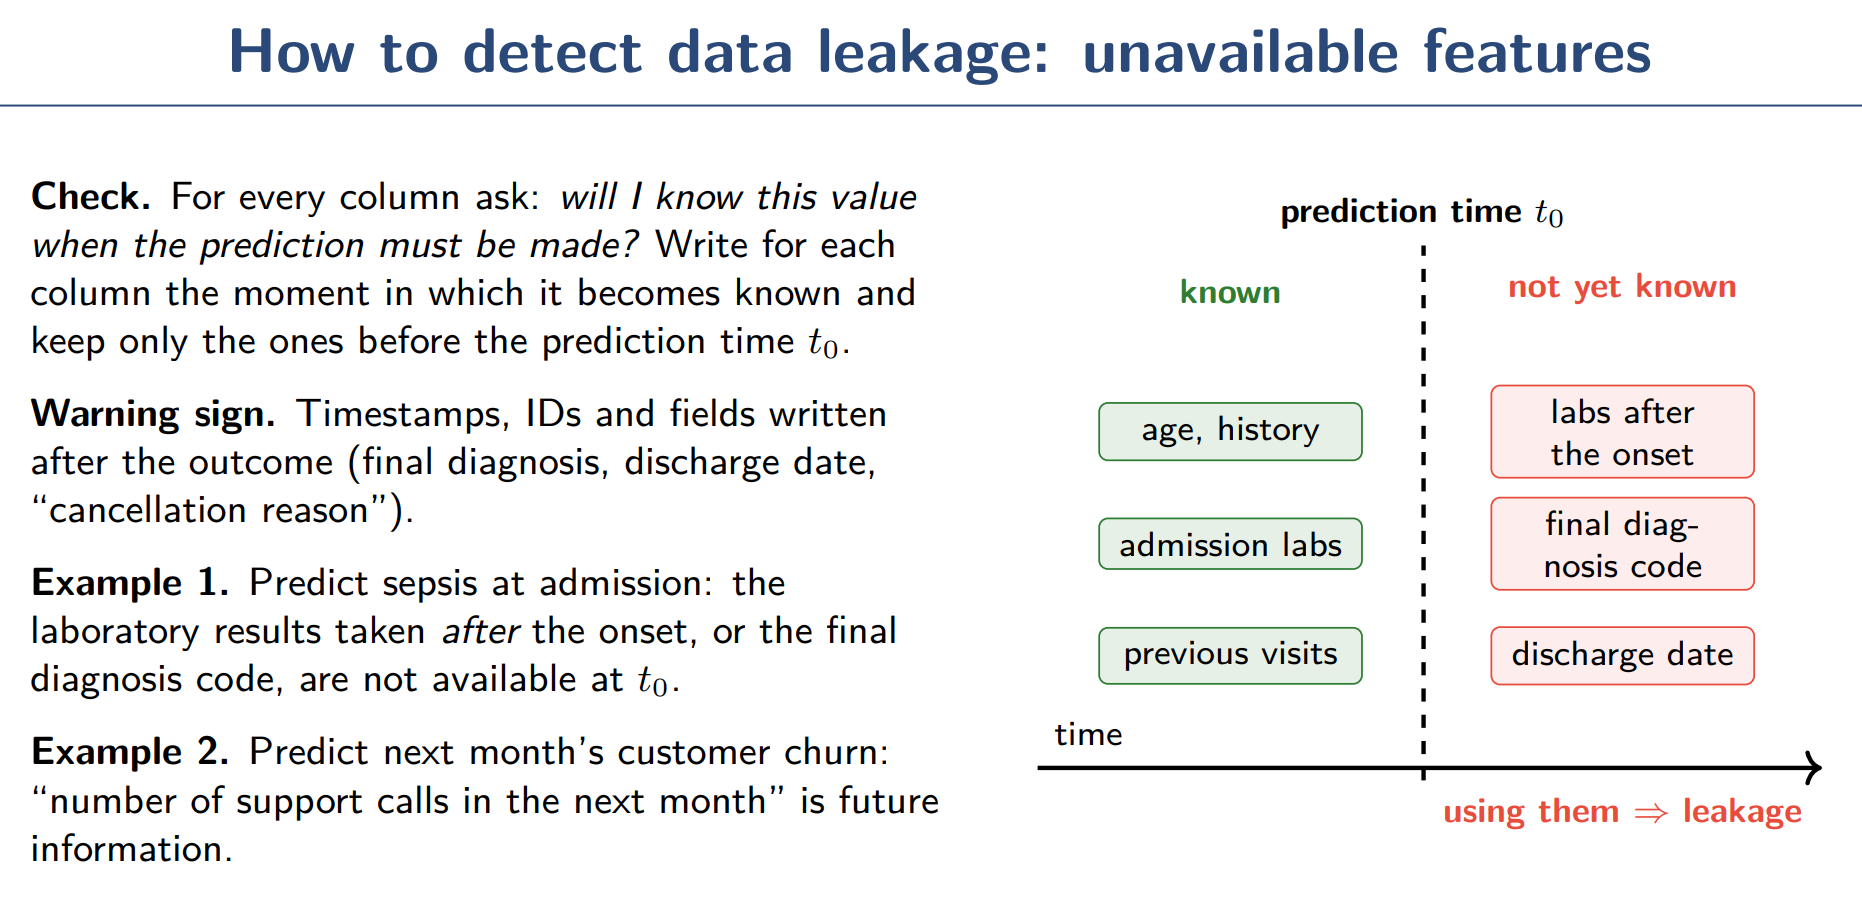 How to detect data leakage: unavailable features
Check. For every column ask: will I know this value
when the prediction must be made? Write for each
column the moment in which it becomes known and
keep only the ones before the prediction time t₀.
Warning sign. Timestamps, IDs and fields written
after the outcome (final diagnosis, discharge date,
“cancellation reason”).
Example 1. Predict sepsis at admission: the
laboratory results taken after the onset, or the final
diagnosis code, are not available at t₀.
Example 2. Predict next month’s customer churn:
“number of support calls in the next month” is future
information.
prediction time t₀
known
not yet known
age, history
labs after
the onset
admission labs
final diag-
nosis code
previous visits
discharge date
time
using them ⇒ leakage